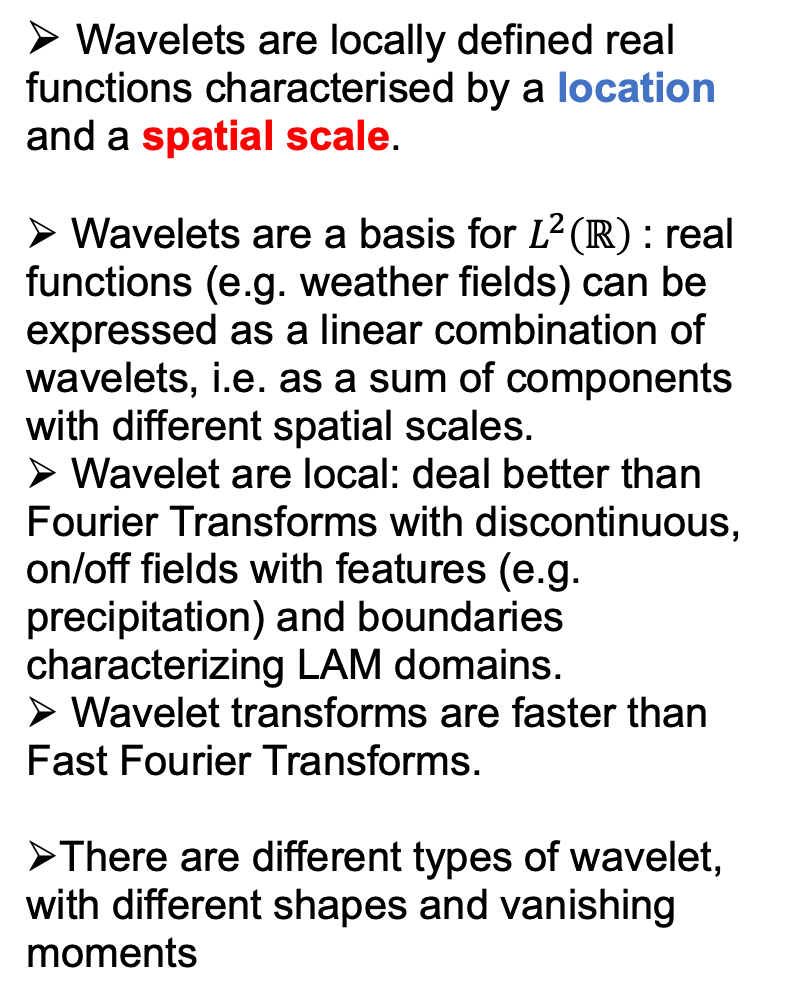 ➢ Wavelets are locally defined real
functions characterised by a location
and a spatial scale.
➢ Wavelets are a basis for L²(ℝ) : real
functions (e.g. weather fields) can be
expressed as a linear combination of
wavelets, i.e. as a sum of components
with different spatial scales.
➢ Wavelet are local: deal better than
Fourier Transforms with discontinuous,
on/off fields with features (e.g.
precipitation) and boundaries
characterizing LAM domains.
➢ Wavelet transforms are faster than
Fast Fourier Transforms.
➢There are different types of wavelet,
with different shapes and vanishing
moments